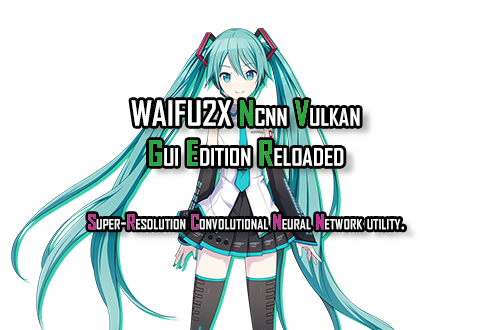 WAIFU2X NCNN VULKAN
GUI EDITION RELOADED
SUPER-RESOLUTION CONVOLUTIONAL NEURAL NETWORK UTILITY.